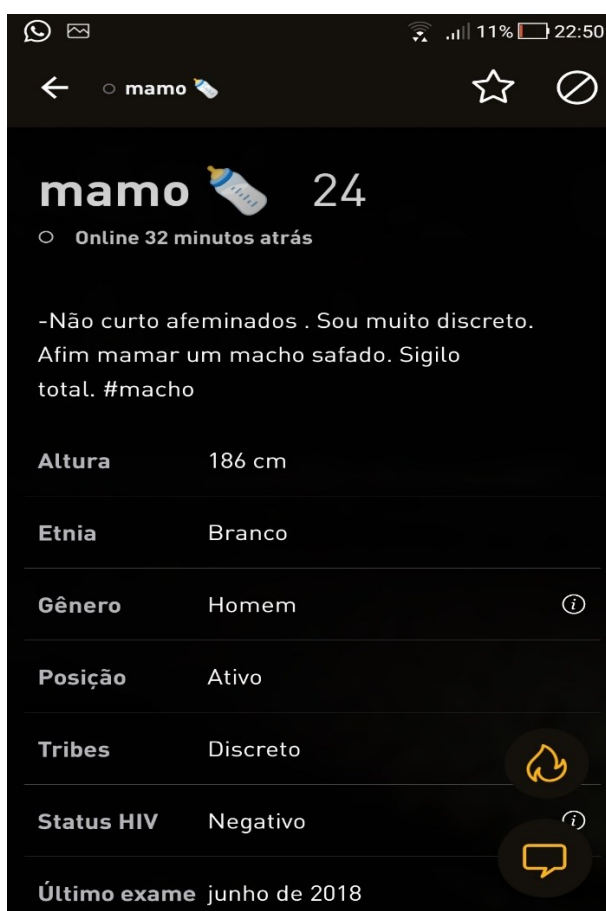 11% 22:50
mamo 🍼
mamo 🍼 24
Online 32 minutos atrás
-Não curto afeminados . Sou muito discreto.
Afim mamar um macho safado. Sigilo
total. #macho
Altura 186 cm
Etnia Branco
Gênero Homem
Posição Ativo
Tribes Discreto
Status HIV Negativo
Último exame junho de 2018